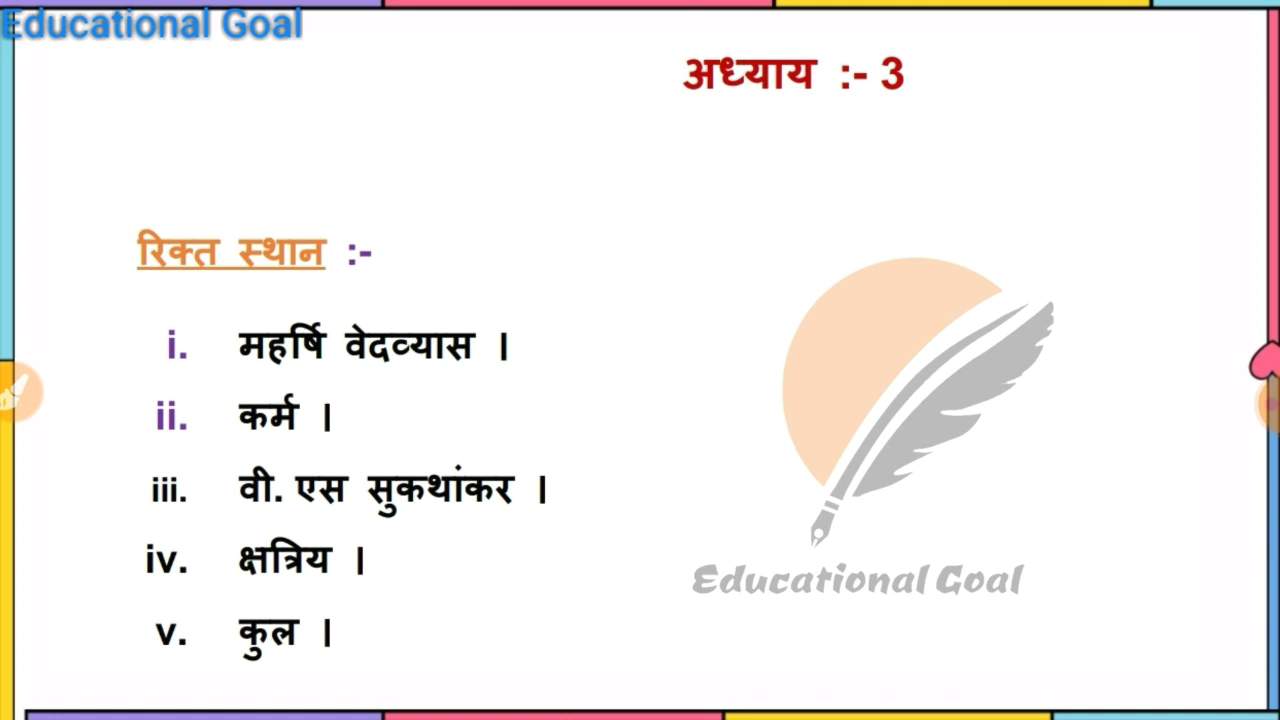 Educational Goal
अध्याय :- 3
रिक्त स्थान :-
i. महर्षि वेदव्यास ।
ii. कर्म ।
iii. वी. एस सुकथांकर ।
iv. क्षत्रिय ।
Educational Goal
v. कुल ।